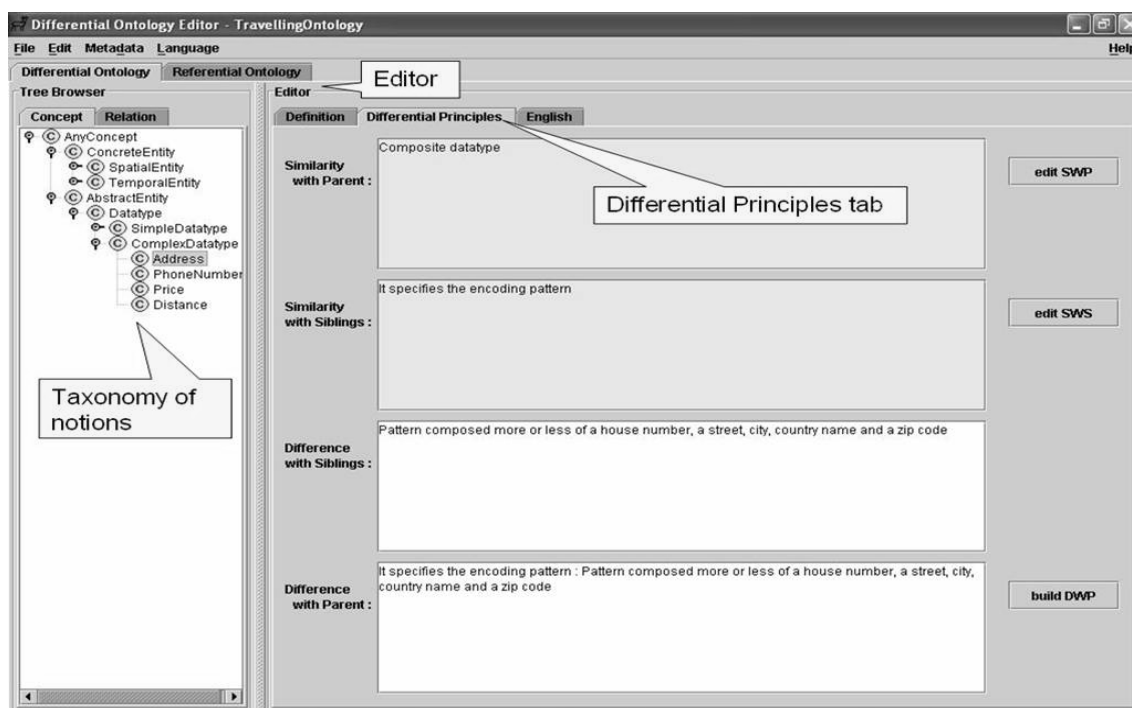 Differential Ontology Editor - TravellingOntology
File Edit Metadata Language Help
Differential Ontology Referential Ontology
Tree Browser
Concept Relation
AnyConcept
ConcreteEntity
SpatialEntity
TemporalEntity
AbstractEntity
Datatype
SimpleDatatype
ComplexDatatype
Address
PhoneNumber
Price
Distance
Taxonomy of
notions
Editor
Editor
Definition Differential Principles English
Differential Principles tab
Similarity
with Parent :
Composite datatype
edit SWP
Similarity
with Siblings :
It specifies the encoding pattern
edit SWS
Difference
with Siblings :
Pattern composed more or less of a house number, a street, city, country name and a zip code
Difference
with Parent :
It specifies the encoding pattern : Pattern composed more or less of a house number, a street, city,
country name and a zip code
build DWP